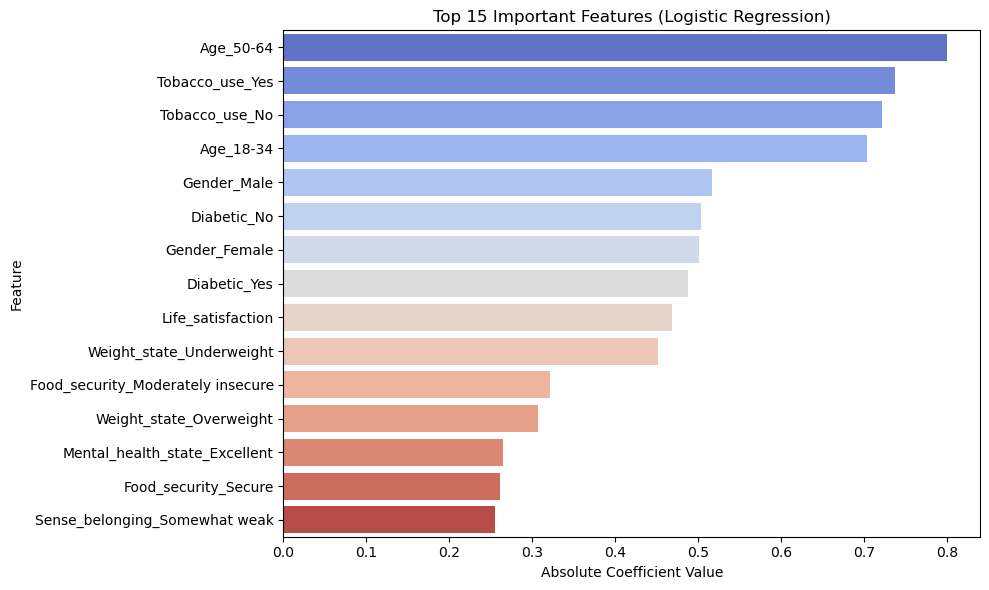 Top 15 Important Features (Logistic Regression)
Feature
Age_50-64
Tobacco_use_Yes
Tobacco_use_No
Age_18-34
Gender_Male
Diabetic_No
Gender_Female
Diabetic_Yes
Life_satisfaction
Weight_state_Underweight
Food_security_Moderately insecure
Weight_state_Overweight
Mental_health_state_Excellent
Food_security_Secure
Sense_belonging_Somewhat weak
0.0 0.1 0.2 0.3 0.4 0.5 0.6 0.7 0.8
Absolute Coefficient Value